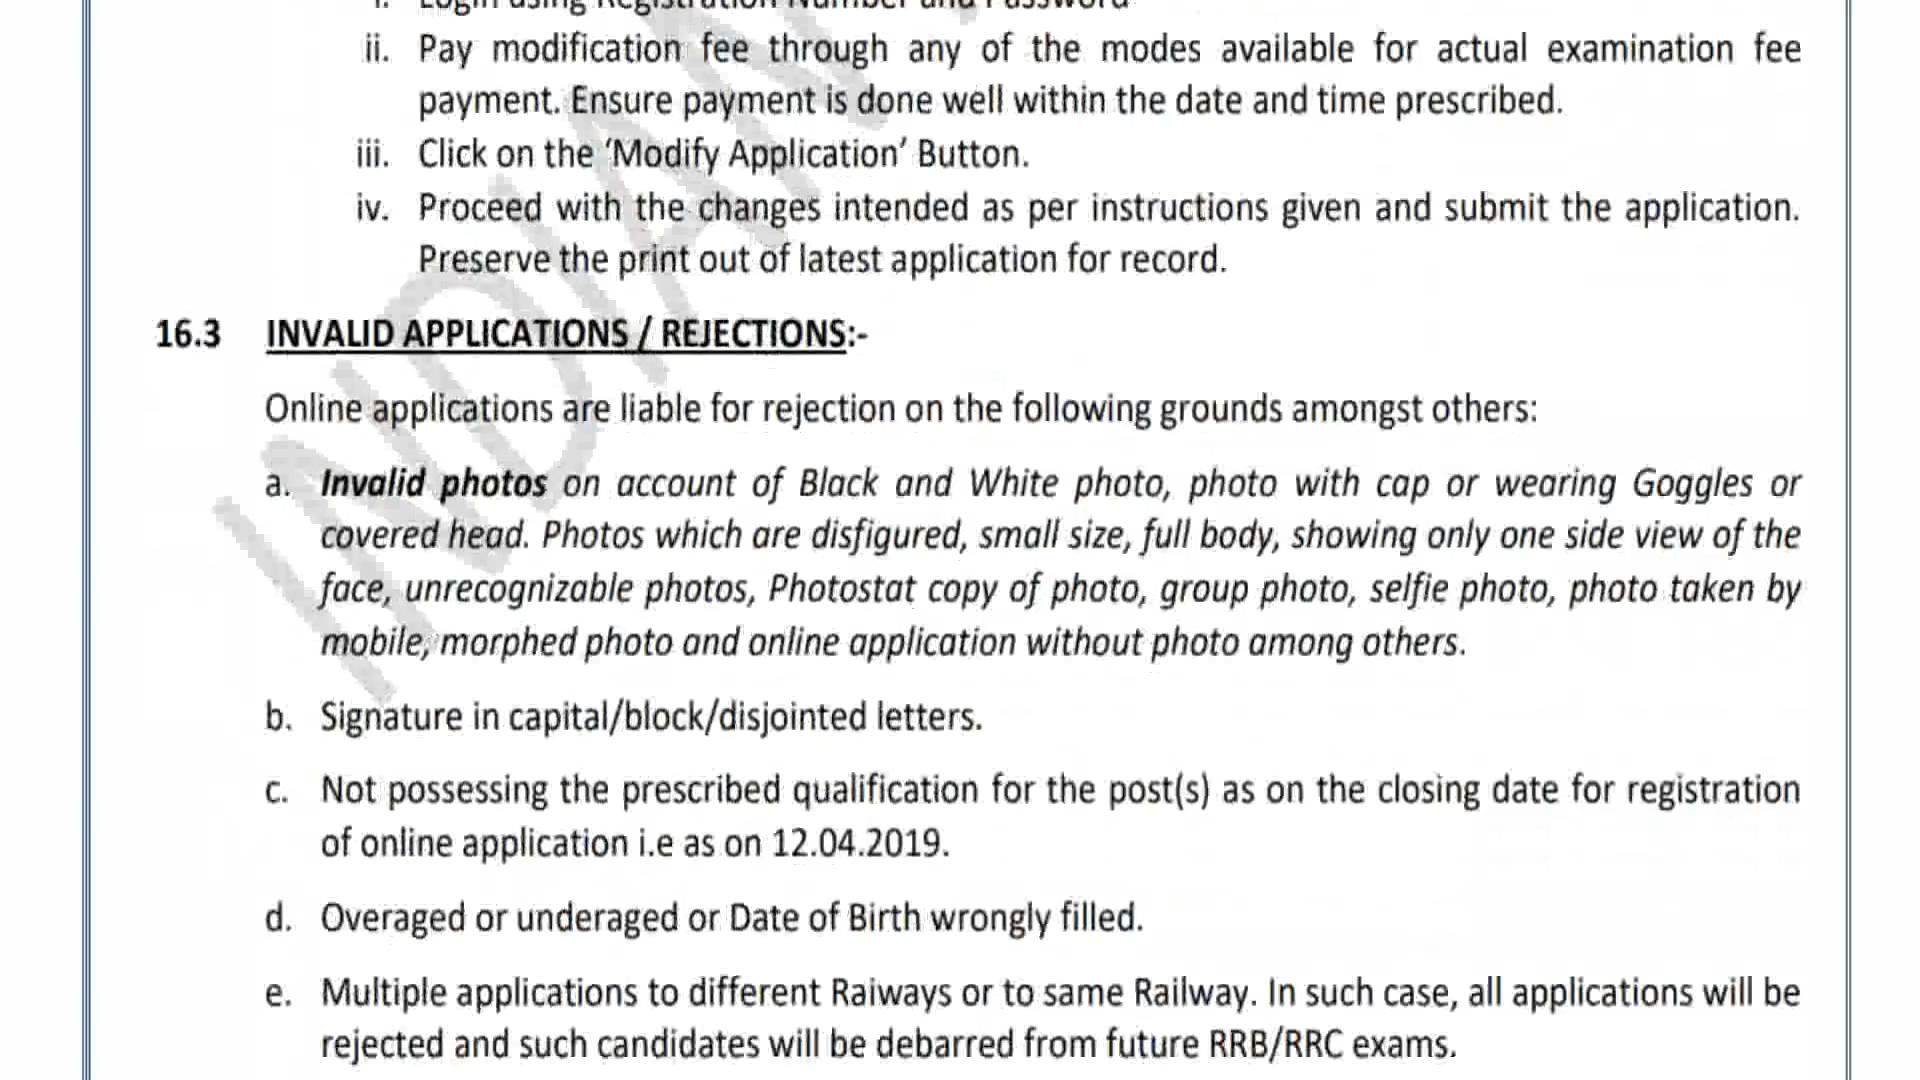 i. Login using Registration Number and Password
ii. Pay modification fee through any of the modes available for actual examination fee
payment. Ensure payment is done well within the date and time prescribed.
iii. Click on the ‘Modify Application’ Button.
iv. Proceed with the changes intended as per instructions given and submit the application.
Preserve the print out of latest application for record.
16.3 INVALID APPLICATIONS / REJECTIONS:-
Online applications are liable for rejection on the following grounds amongst others:
a. Invalid photos on account of Black and White photo, photo with cap or wearing Goggles or
covered head. Photos which are disfigured, small size, full body, showing only one side view of the
face, unrecognizable photos, Photostat copy of photo, group photo, selfie photo, photo taken by
mobile, morphed photo and online application without photo among others.
b. Signature in capital/block/disjointed letters.
c. Not possessing the prescribed qualification for the post(s) as on the closing date for registration
of online application i.e as on 12.04.2019.
d. Overaged or underaged or Date of Birth wrongly filled.
e. Multiple applications to different Raiways or to same Railway. In such case, all applications will be
rejected and such candidates will be debarred from future RRB/RRC exams.
INDIAN